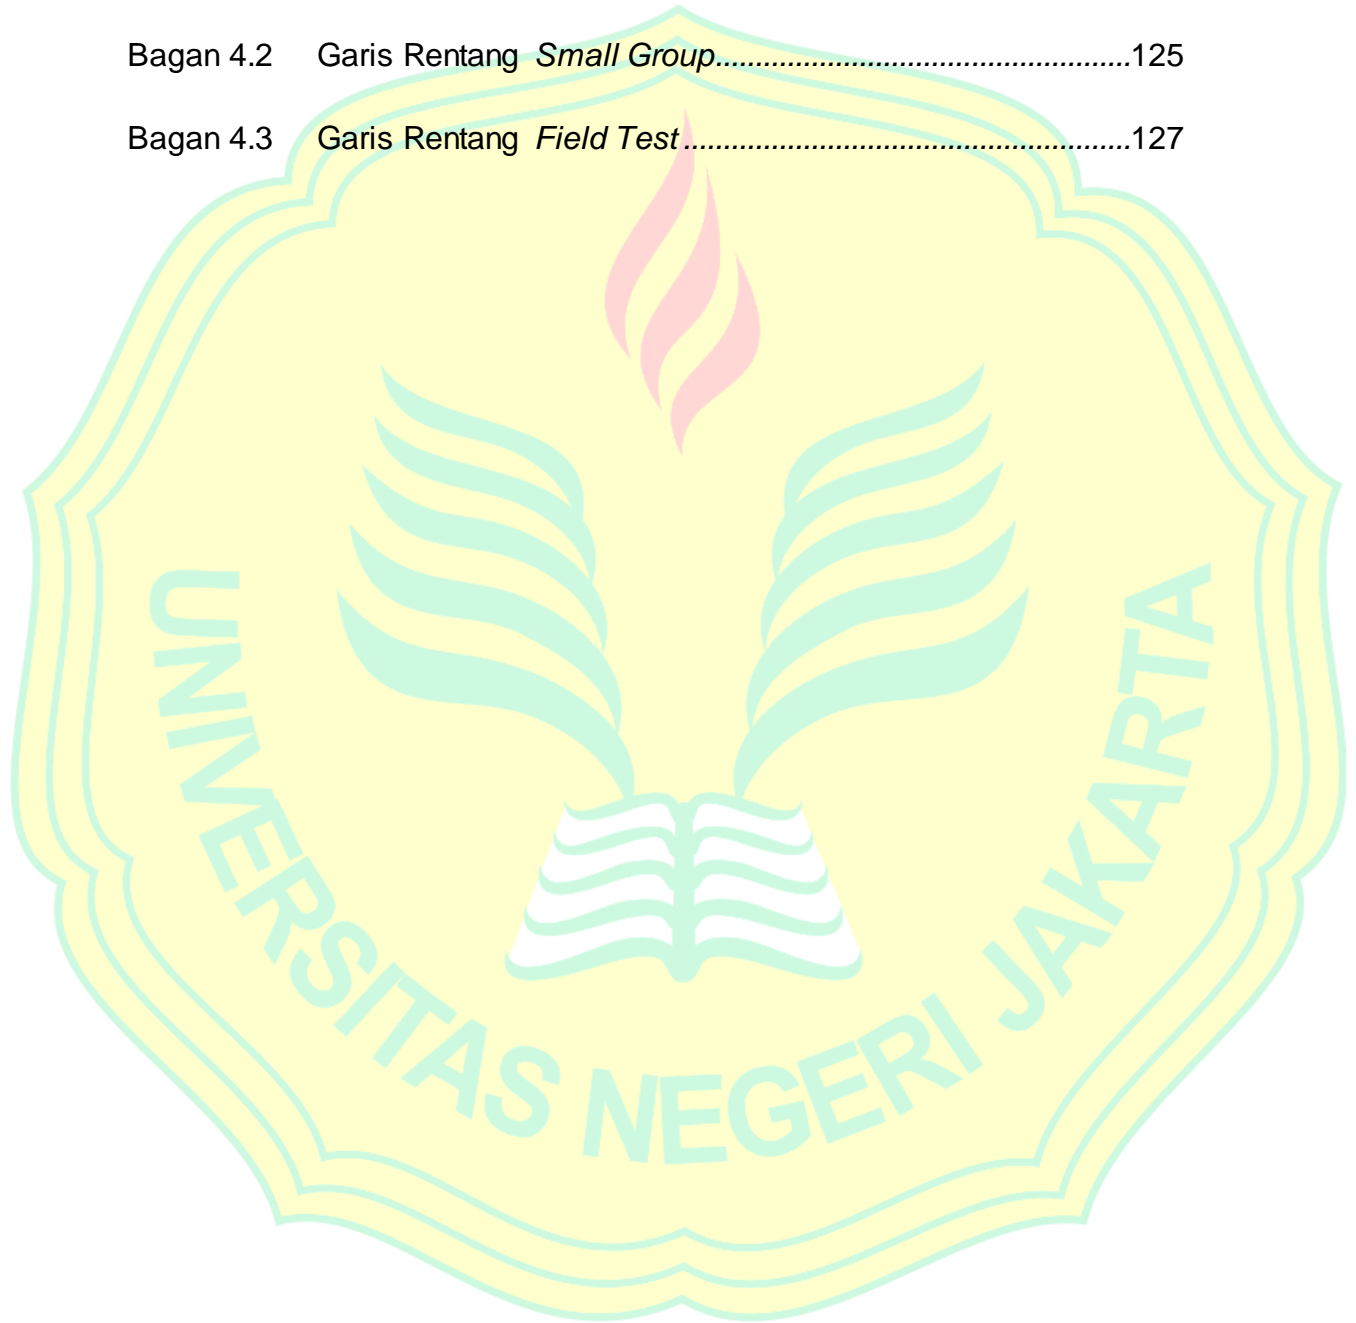 Bagan 4.2 Garis Rentang Small Group....................................................125
Bagan 4.3 Garis Rentang Field Test........................................................127
UNIVERSITAS NEGERI JAKARTA